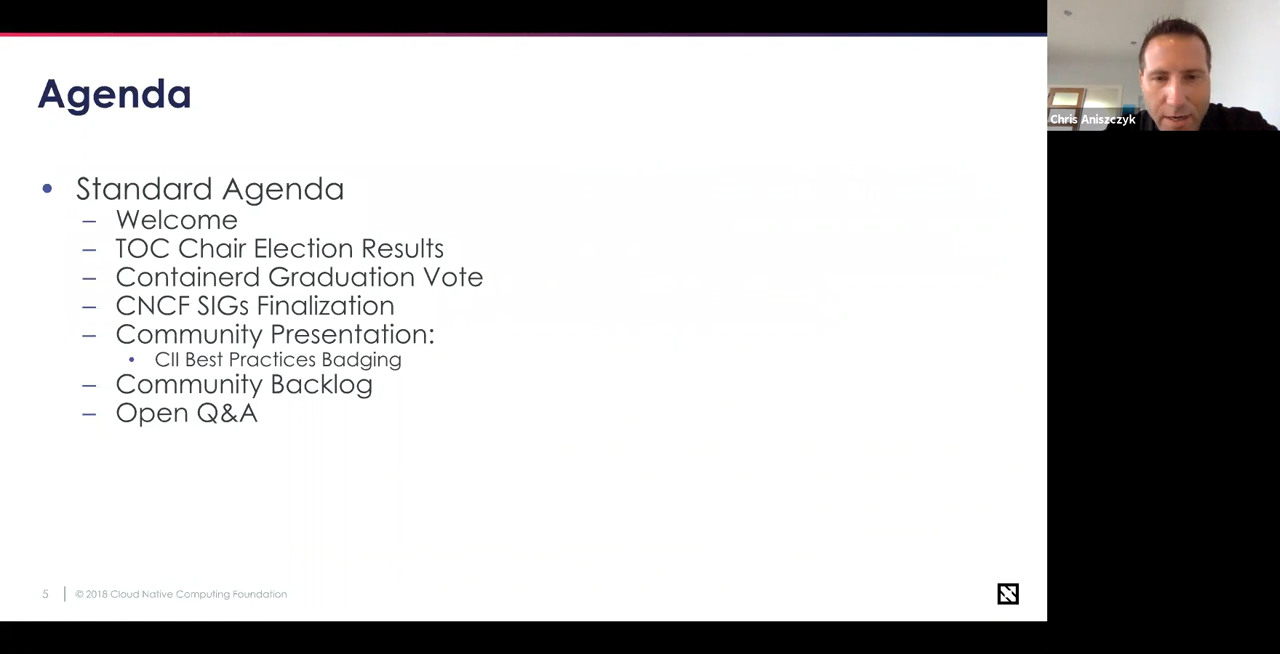 Agenda
Chris Aniszczyk
• Standard Agenda
– Welcome
– TOC Chair Election Results
– Containerd Graduation Vote
– CNCF SIGs Finalization
– Community Presentation:
• CII Best Practices Badging
– Community Backlog
– Open Q&A
5 | © 2018 Cloud Native Computing Foundation